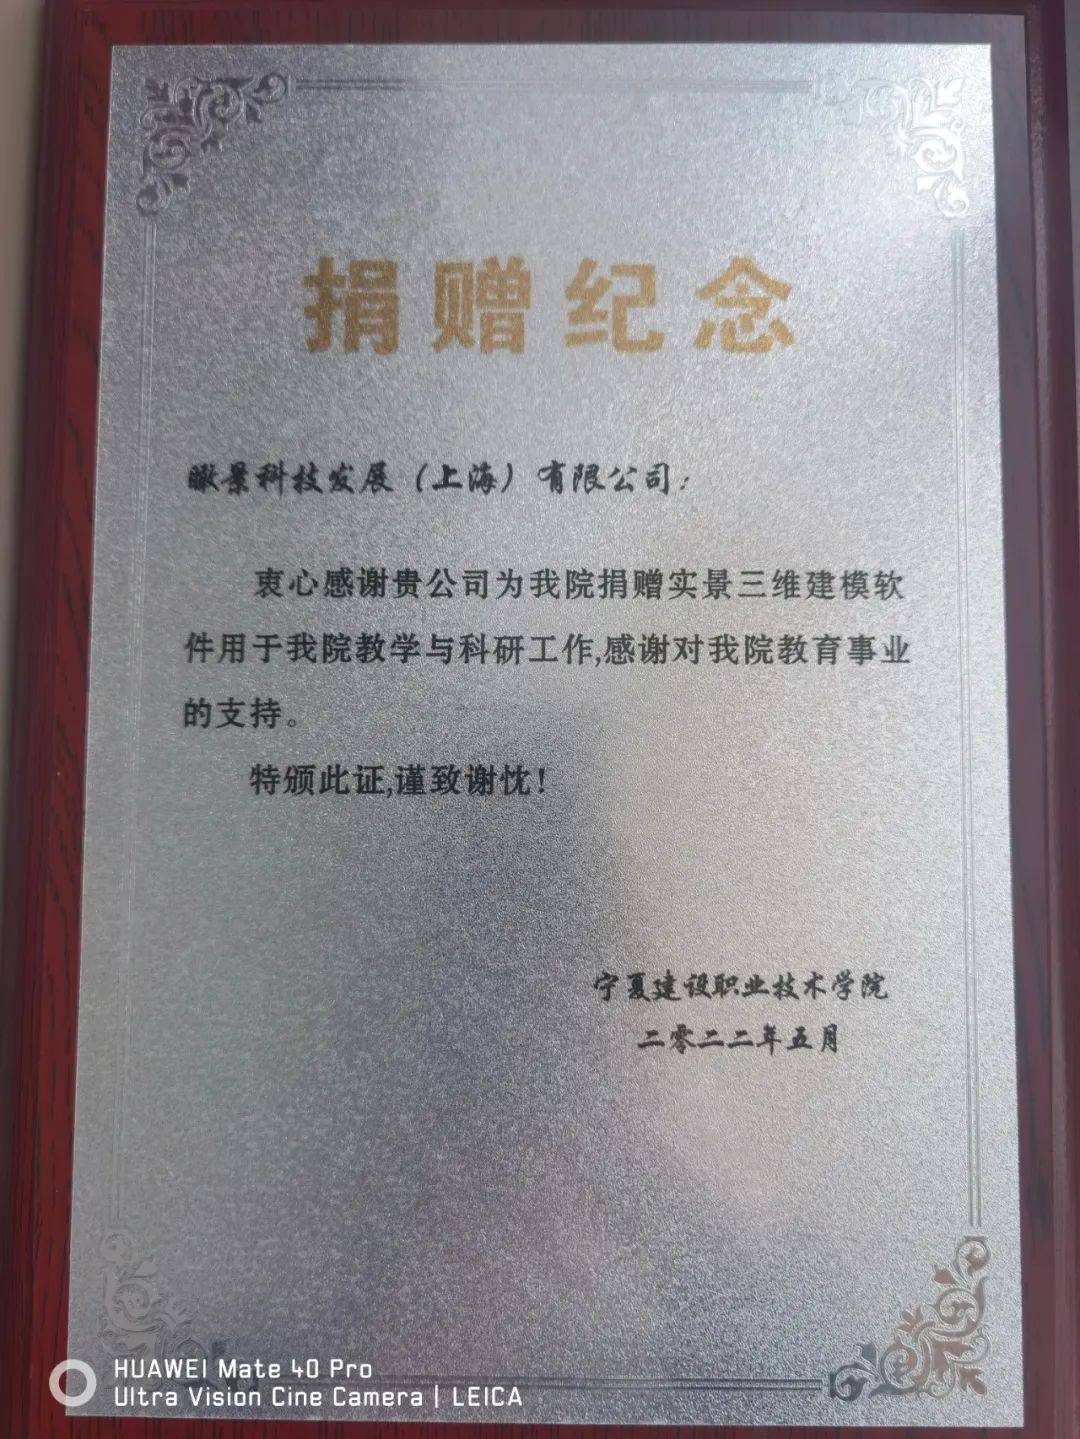 捐赠纪念
瞰景科技发展（上海）有限公司：
衷心感谢贵公司为我院捐赠实景三维建模软
件用于我院教学与科研工作,感谢对我院教育事业
的支持。
特颁此证,谨致谢忱!
宁夏建设职业技术学院
二零二二年五月
HUAWEI Mate 40 Pro
Ultra Vision Cine Camera | LEICA